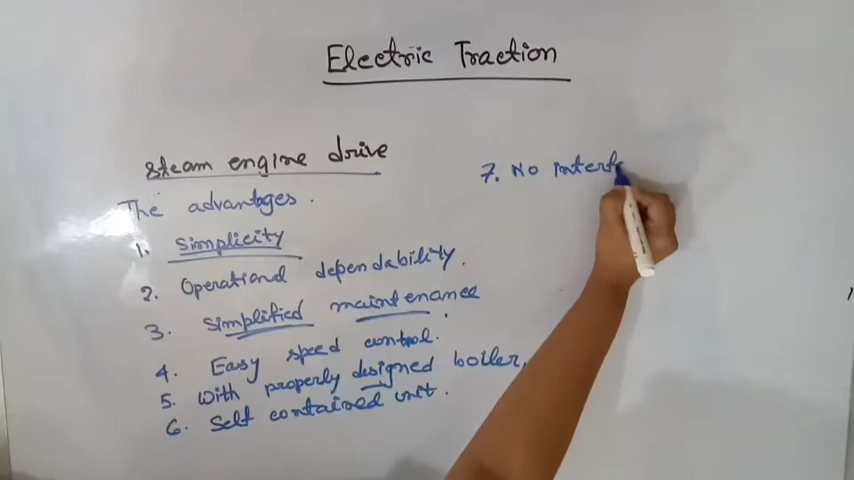 Electric Traction
steam engine drive
The advantages.
1. simplicity
2. Operational dependability.
3. simplified maintenance.
4. Easy speed control.
5. With properly designed boiler.
6. Self contained unit.
7. No interf